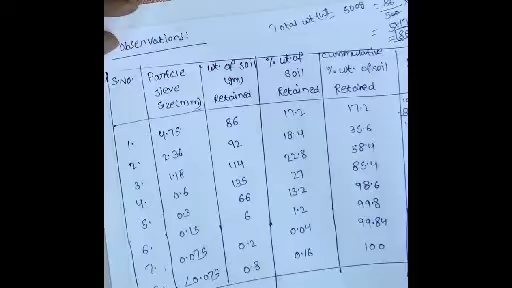 Observations:-
Total wt (w) 500g =
S.No. Particle sieve size(mm) wt. of soil (gm) Retained % wt of soil Retained Cummulative % wt. of soil Retained
1. 4.75 86 17.2 17.2
2. 2.36 92 18.4 35.6
3. 1.18 114 22.8 58.4
4. 0.6 135 27 85.4
5. 0.3 66 13.2 98.6
6. 0.15 6 1.2 99.8
7. 0.075 0.2 0.04 99.84
<0.075 0.8 0.16 100